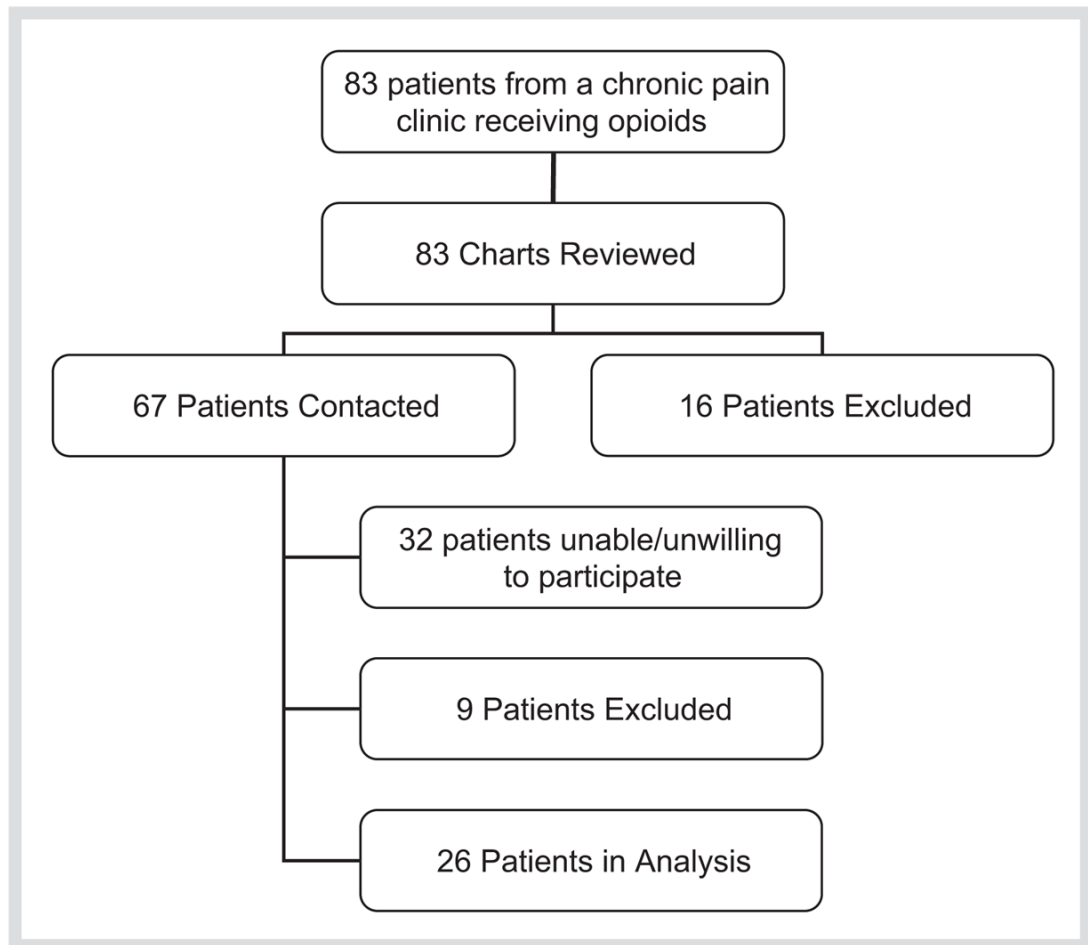 83 patients from a chronic pain
clinic receiving opioids
83 Charts Reviewed
67 Patients Contacted
16 Patients Excluded
32 patients unable/unwilling
to participate
9 Patients Excluded
26 Patients in Analysis